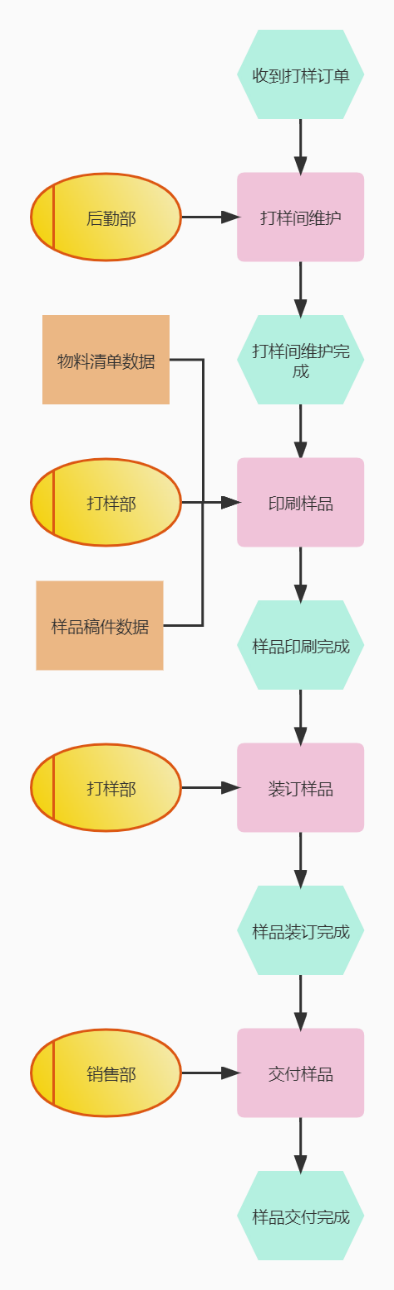 收到打样订单
后勤部
打样间维护
物料清单数据
打样间维护完
成
打样部
印刷样品
样品稿件数据
样品印刷完成
打样部
装订样品
样品装订完成
销售部
交付样品
样品交付完成